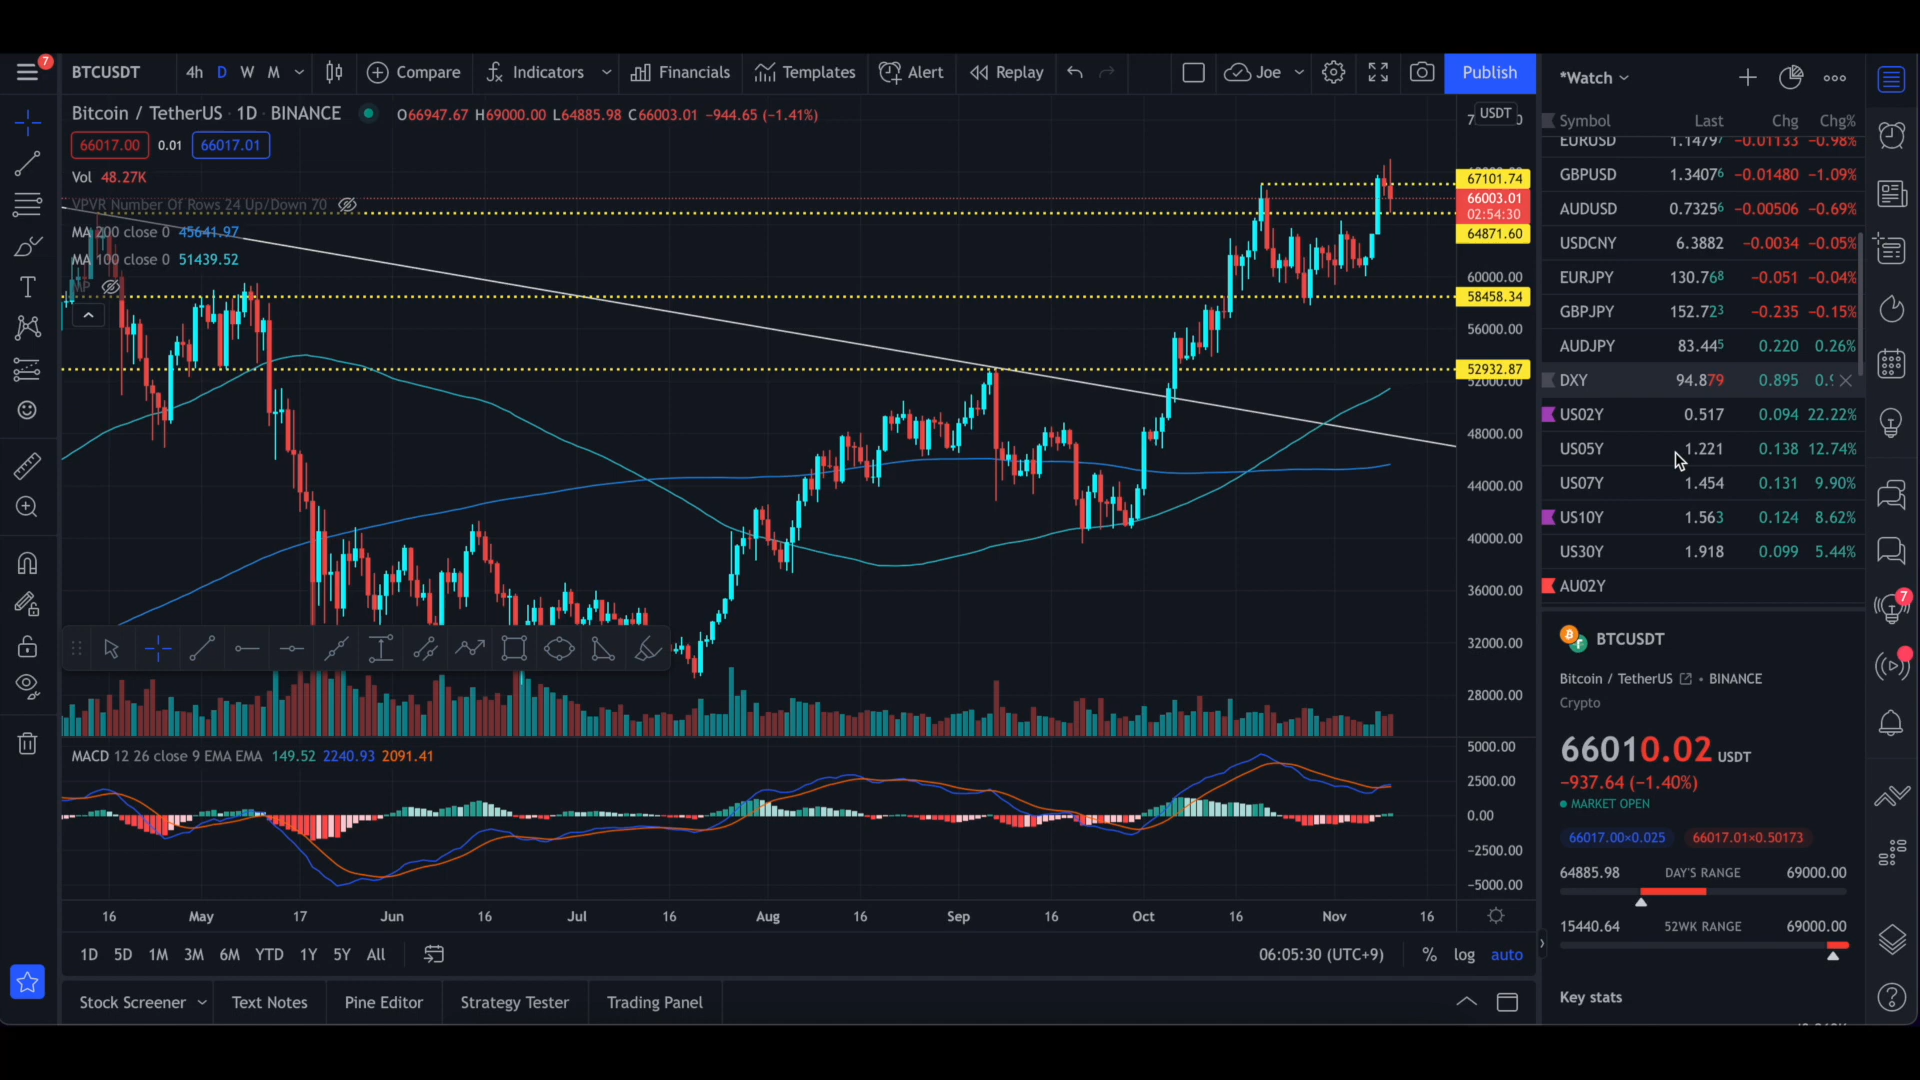 7
BTCUSDT
4h D W M
Compare
Indicators
Financials
Templates
Alert
Replay
Joe
Publish
*Watch
Bitcoin / TetherUS · 1D · BINANCE
O66947.67 H69000.00 L64885.98 C66003.01 −944.65 (−1.41%)
USDT
66017.00
0.01
66017.01
Vol 48.27K
VPVR Number Of Rows 24 Up/Down 70
MA 200 close 0 45641.97
MA 100 close 0 51439.52
67101.74
66003.01
02:54:30
64871.60
60000.00
58458.34
56000.00
52932.87
52000.00
48000.00
44000.00
40000.00
36000.00
32000.00
28000.00
MACD 12 26 close 9 EMA EMA 149.52 2240.93 2091.41
5000.00
2500.00
0.00
−2500.00
−5000.00
16 May 17 Jun 16 Jul 16 Aug 16 Sep 16 Oct 16 Nov 16
1D 5D 1M 3M 6M YTD 1Y 5Y All
06:05:30 (UTC+9)
% log auto
Stock Screener
Text Notes
Pine Editor
Strategy Tester
Trading Panel
Symbol Last Chg Chg%
EURUSD 1.14797 −0.01133 −0.98%
GBPUSD 1.34076 −0.01480 −1.09%
AUDUSD 0.73256 −0.00506 −0.69%
USDCNY 6.3882 −0.0034 −0.05%
EURJPY 130.768 −0.051 −0.04%
GBPJPY 152.723 −0.235 −0.15%
AUDJPY 83.445 0.220 0.26%
DXY 94.879 0.895
US02Y 0.517 0.094 22.22%
US05Y 1.221 0.138 12.74%
US07Y 1.454 0.131 9.90%
US10Y 1.563 0.124 8.62%
US30Y 1.918 0.099 5.44%
AU02Y
BTCUSDT
Bitcoin / TetherUS • BINANCE
Crypto
66010.02 USDT
−937.64 (−1.40%)
MARKET OPEN
66017.00×0.025
66017.01×0.50173
64885.98 DAY'S RANGE 69000.00
15440.64 52WK RANGE 69000.00
Key stats
7